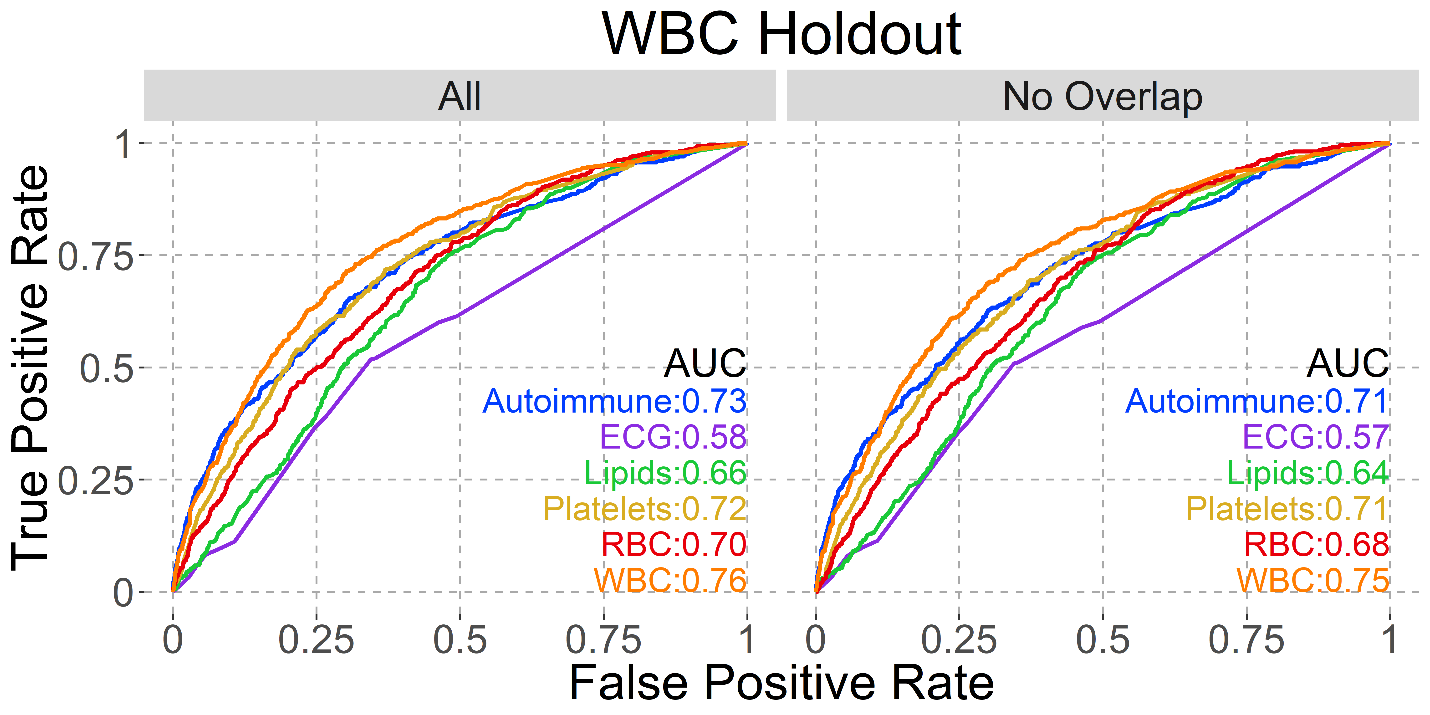 WBC Holdout
All
No Overlap
True Positive Rate
1
0.75
0.5
0.25
0
AUC
Autoimmune:0.73
ECG:0.58
Lipids:0.66
Platelets:0.72
RBC:0.70
WBC:0.76
AUC
Autoimmune:0.71
ECG:0.57
Lipids:0.64
Platelets:0.71
RBC:0.68
WBC:0.75
0 0.25 0.5 0.75 1
0 0.25 0.5 0.75 1
False Positive Rate